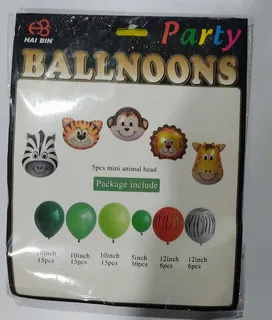 HAI BIN
Party
BALLNOONS
5pcs mini animal head
Package include
10inch 10inch 10inch 5inch 12inch 12inch
15pcs 15pcs 15pcs 30pcs 6pcs 6pcs